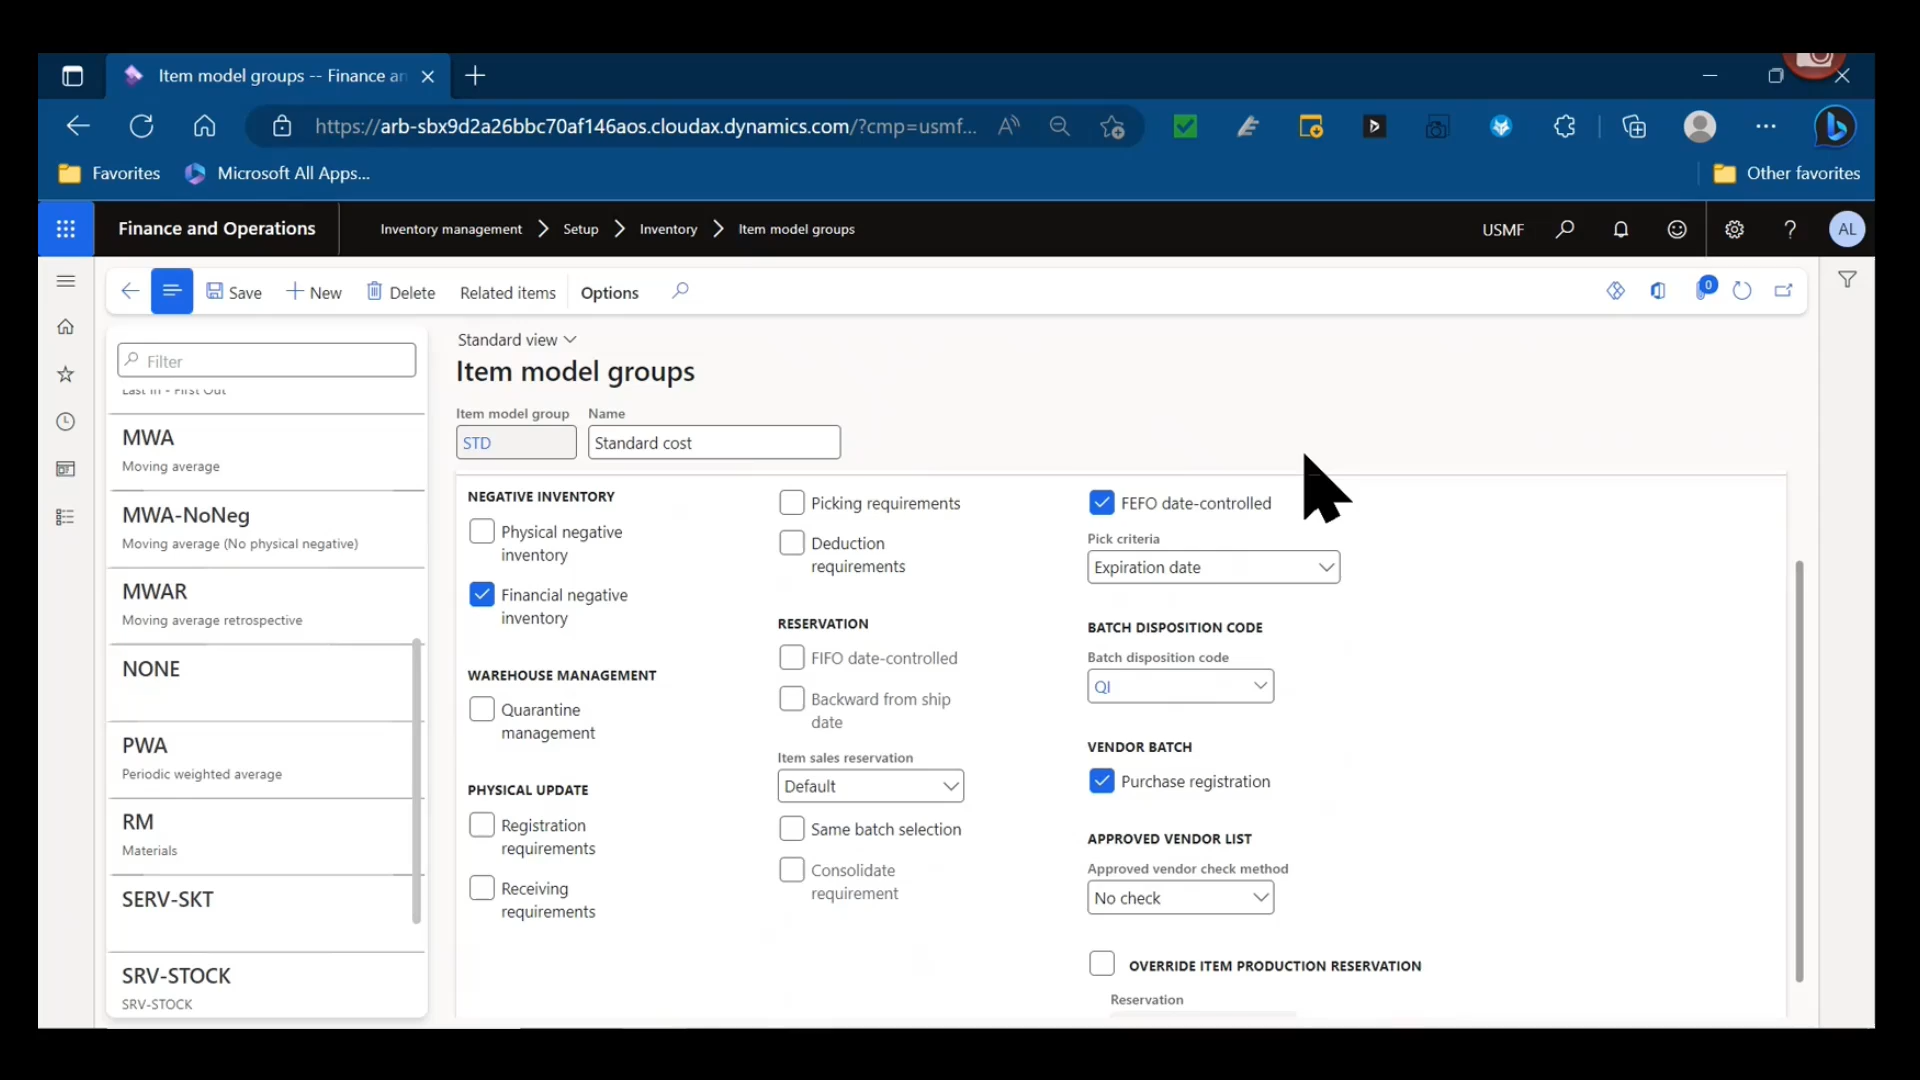 Item model groups -- Finance an
https://arb-sbx9d2a26bbc70af146aos.cloudax.dynamics.com/?cmp=usmf...
Favorites
Microsoft All Apps...
Other favorites
Finance and Operations
Inventory management
Setup
Inventory
Item model groups
USMF
AL
Save
New
Delete
Related items
Options
0
Filter
Last In - First Out
MWA
Moving average
MWA-NoNeg
Moving average (No physical negative)
MWAR
Moving average retrospective
NONE
PWA
Periodic weighted average
RM
Materials
SERV-SKT
SRV-STOCK
SRV-STOCK
Standard view
Item model groups
Item model group
Name
STD
Standard cost
NEGATIVE INVENTORY
Physical negative
inventory
Financial negative
inventory
WAREHOUSE MANAGEMENT
Quarantine
management
PHYSICAL UPDATE
Registration
requirements
Receiving
requirements
Picking requirements
Deduction
requirements
RESERVATION
FIFO date-controlled
Backward from ship
date
Item sales reservation
Default
Same batch selection
Consolidate
requirement
FEFO date-controlled
Pick criteria
Expiration date
BATCH DISPOSITION CODE
Batch disposition code
QI
VENDOR BATCH
Purchase registration
APPROVED VENDOR LIST
Approved vendor check method
No check
OVERRIDE ITEM PRODUCTION RESERVATION
Reservation